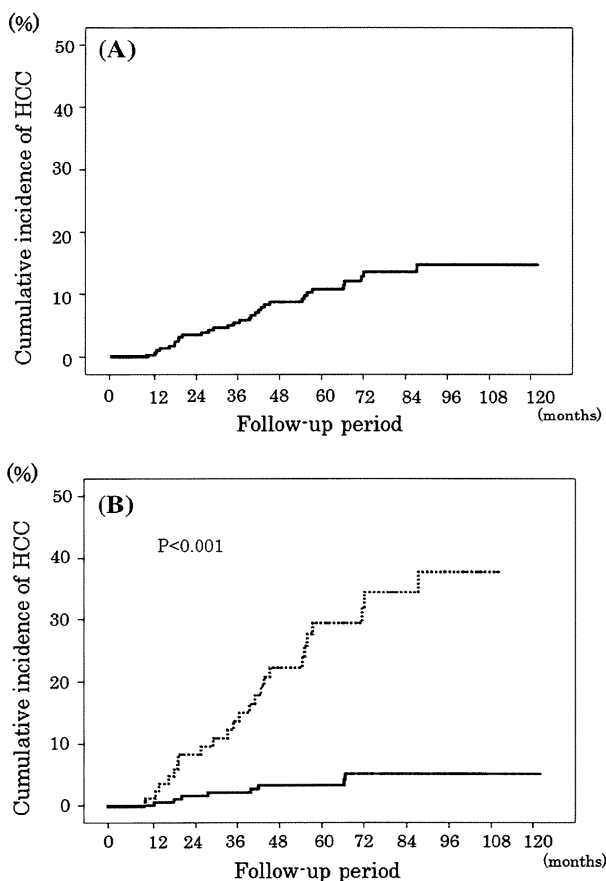 (%)
(A)
50
40
30
20
10
0
Cumulative incidence of HCC
0 12 24 36 48 60 72 84 96 108 120
(months)
Follow-up period
(%)
(B)
P<0.001
50
40
30
20
10
0
Cumulative incidence of HCC
0 12 24 36 48 60 72 84 96 108 120
(months)
Follow-up period